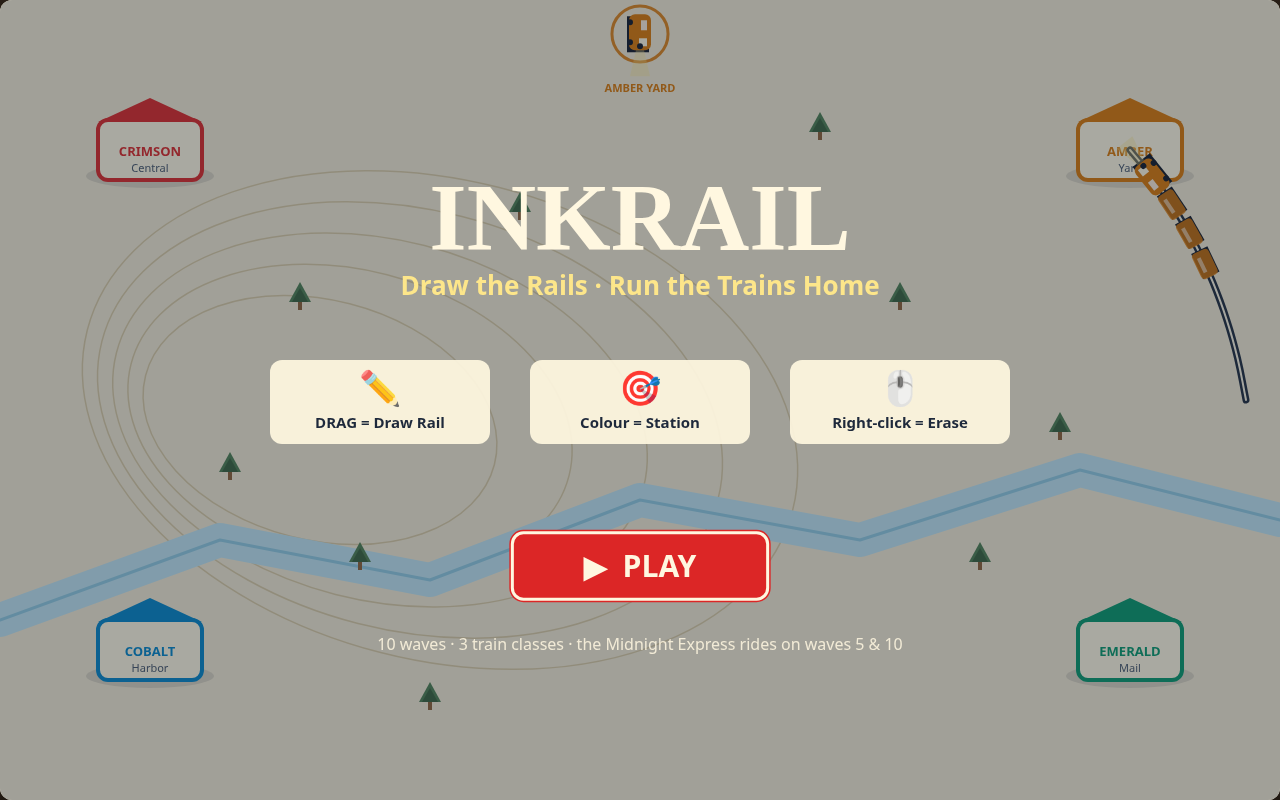 AMBER YARD
CRIMSON
Central
AMBER
Yard
INKRAIL
Draw the Rails · Run the Trains Home
DRAG = Draw Rail
Colour = Station
Right-click = Erase
▶ PLAY
10 waves · 3 train classes · the Midnight Express rides on waves 5 & 10
COBALT
Harbor
EMERALD
Mail